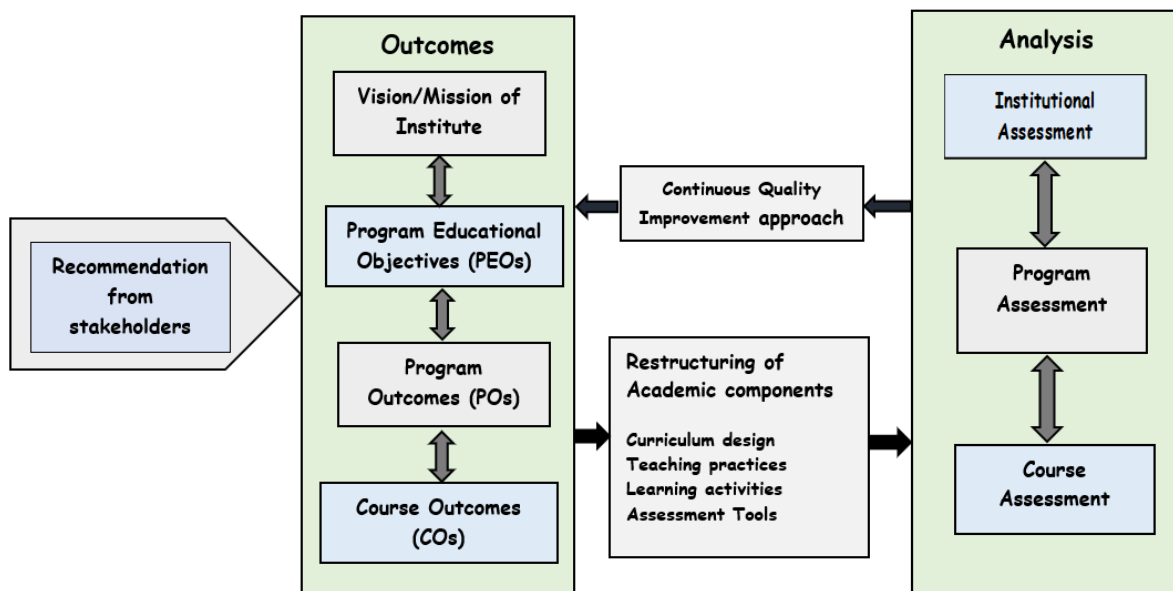 Recommendation
from
stakeholders
Outcomes
Vision/Mission of
Institute
Program Educational
Objectives (PEOs)
Program
Outcomes (POs)
Course Outcomes
(COs)
Continuous Quality
Improvement approach
Restructuring of
Academic components
Curriculum design
Teaching practices
Learning activities
Assessment Tools
Analysis
Institutional
Assessment
Program
Assessment
Course
Assessment